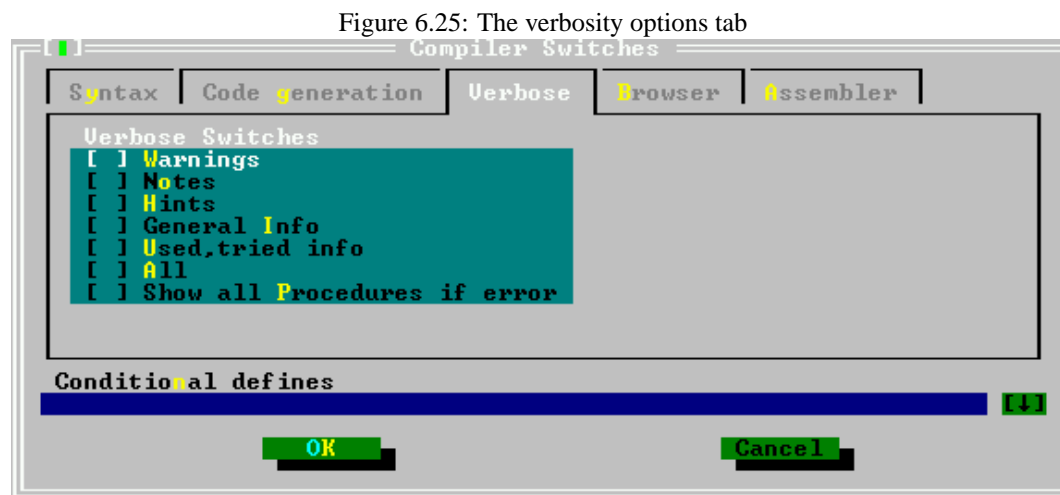 Figure 6.25: The verbosity options tab
[▮] Compiler Switches
Syntax Code generation Verbose Browser Assembler
Verbose Switches
[ ] Warnings
[ ] Notes
[ ] Hints
[ ] General Info
[ ] Used,tried info
[ ] All
[ ] Show all Procedures if error
Conditional defines
[↓]
OK Cancel